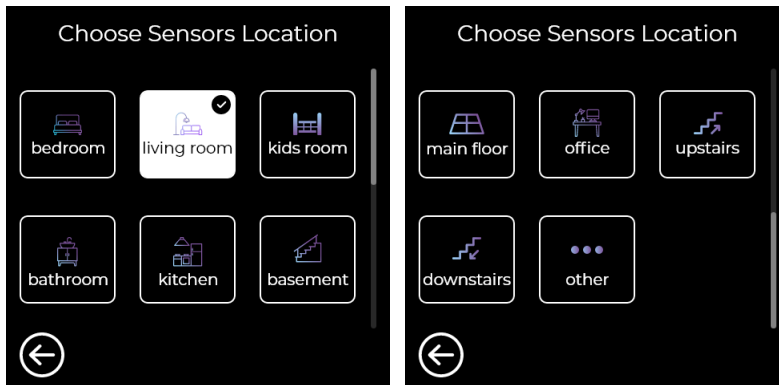 Choose Sensors Location
bedroom
living room
kids room
bathroom
kitchen
basement
Choose Sensors Location
main floor
office
upstairs
downstairs
other